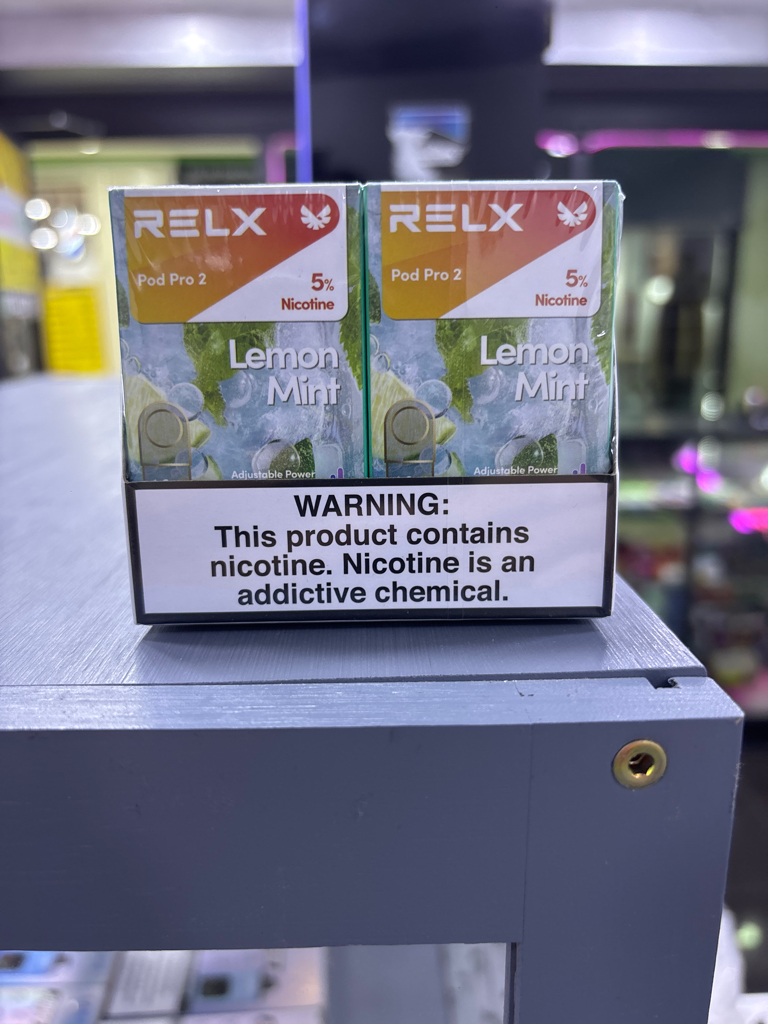 RELX
Pod Pro 2
5%
Nicotine
Lemon
Mint
Adjustable Power
RELX
Pod Pro 2
5%
Nicotine
Lemon
Mint
Adjustable Power
WARNING:
This product contains
nicotine. Nicotine is an
addictive chemical.